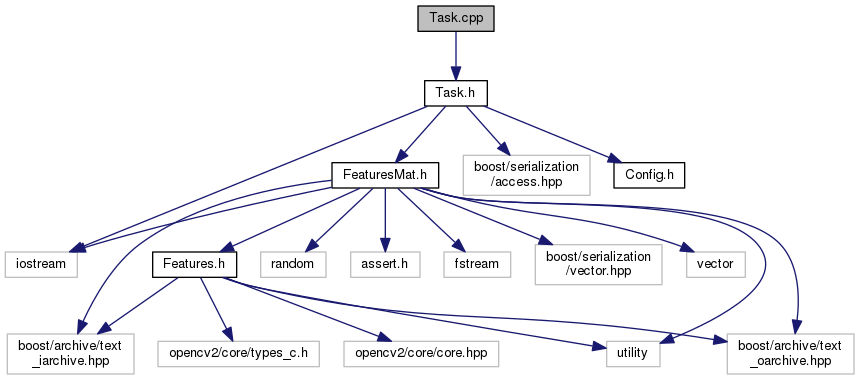 Task.cpp
Task.h
FeaturesMat.h
boost/serialization
/access.hpp
Config.h
iostream
Features.h
random
assert.h
fstream
boost/serialization
/vector.hpp
vector
boost/archive/text
_iarchive.hpp
opencv2/core/types_c.h
opencv2/core/core.hpp
utility
boost/archive/text
_oarchive.hpp